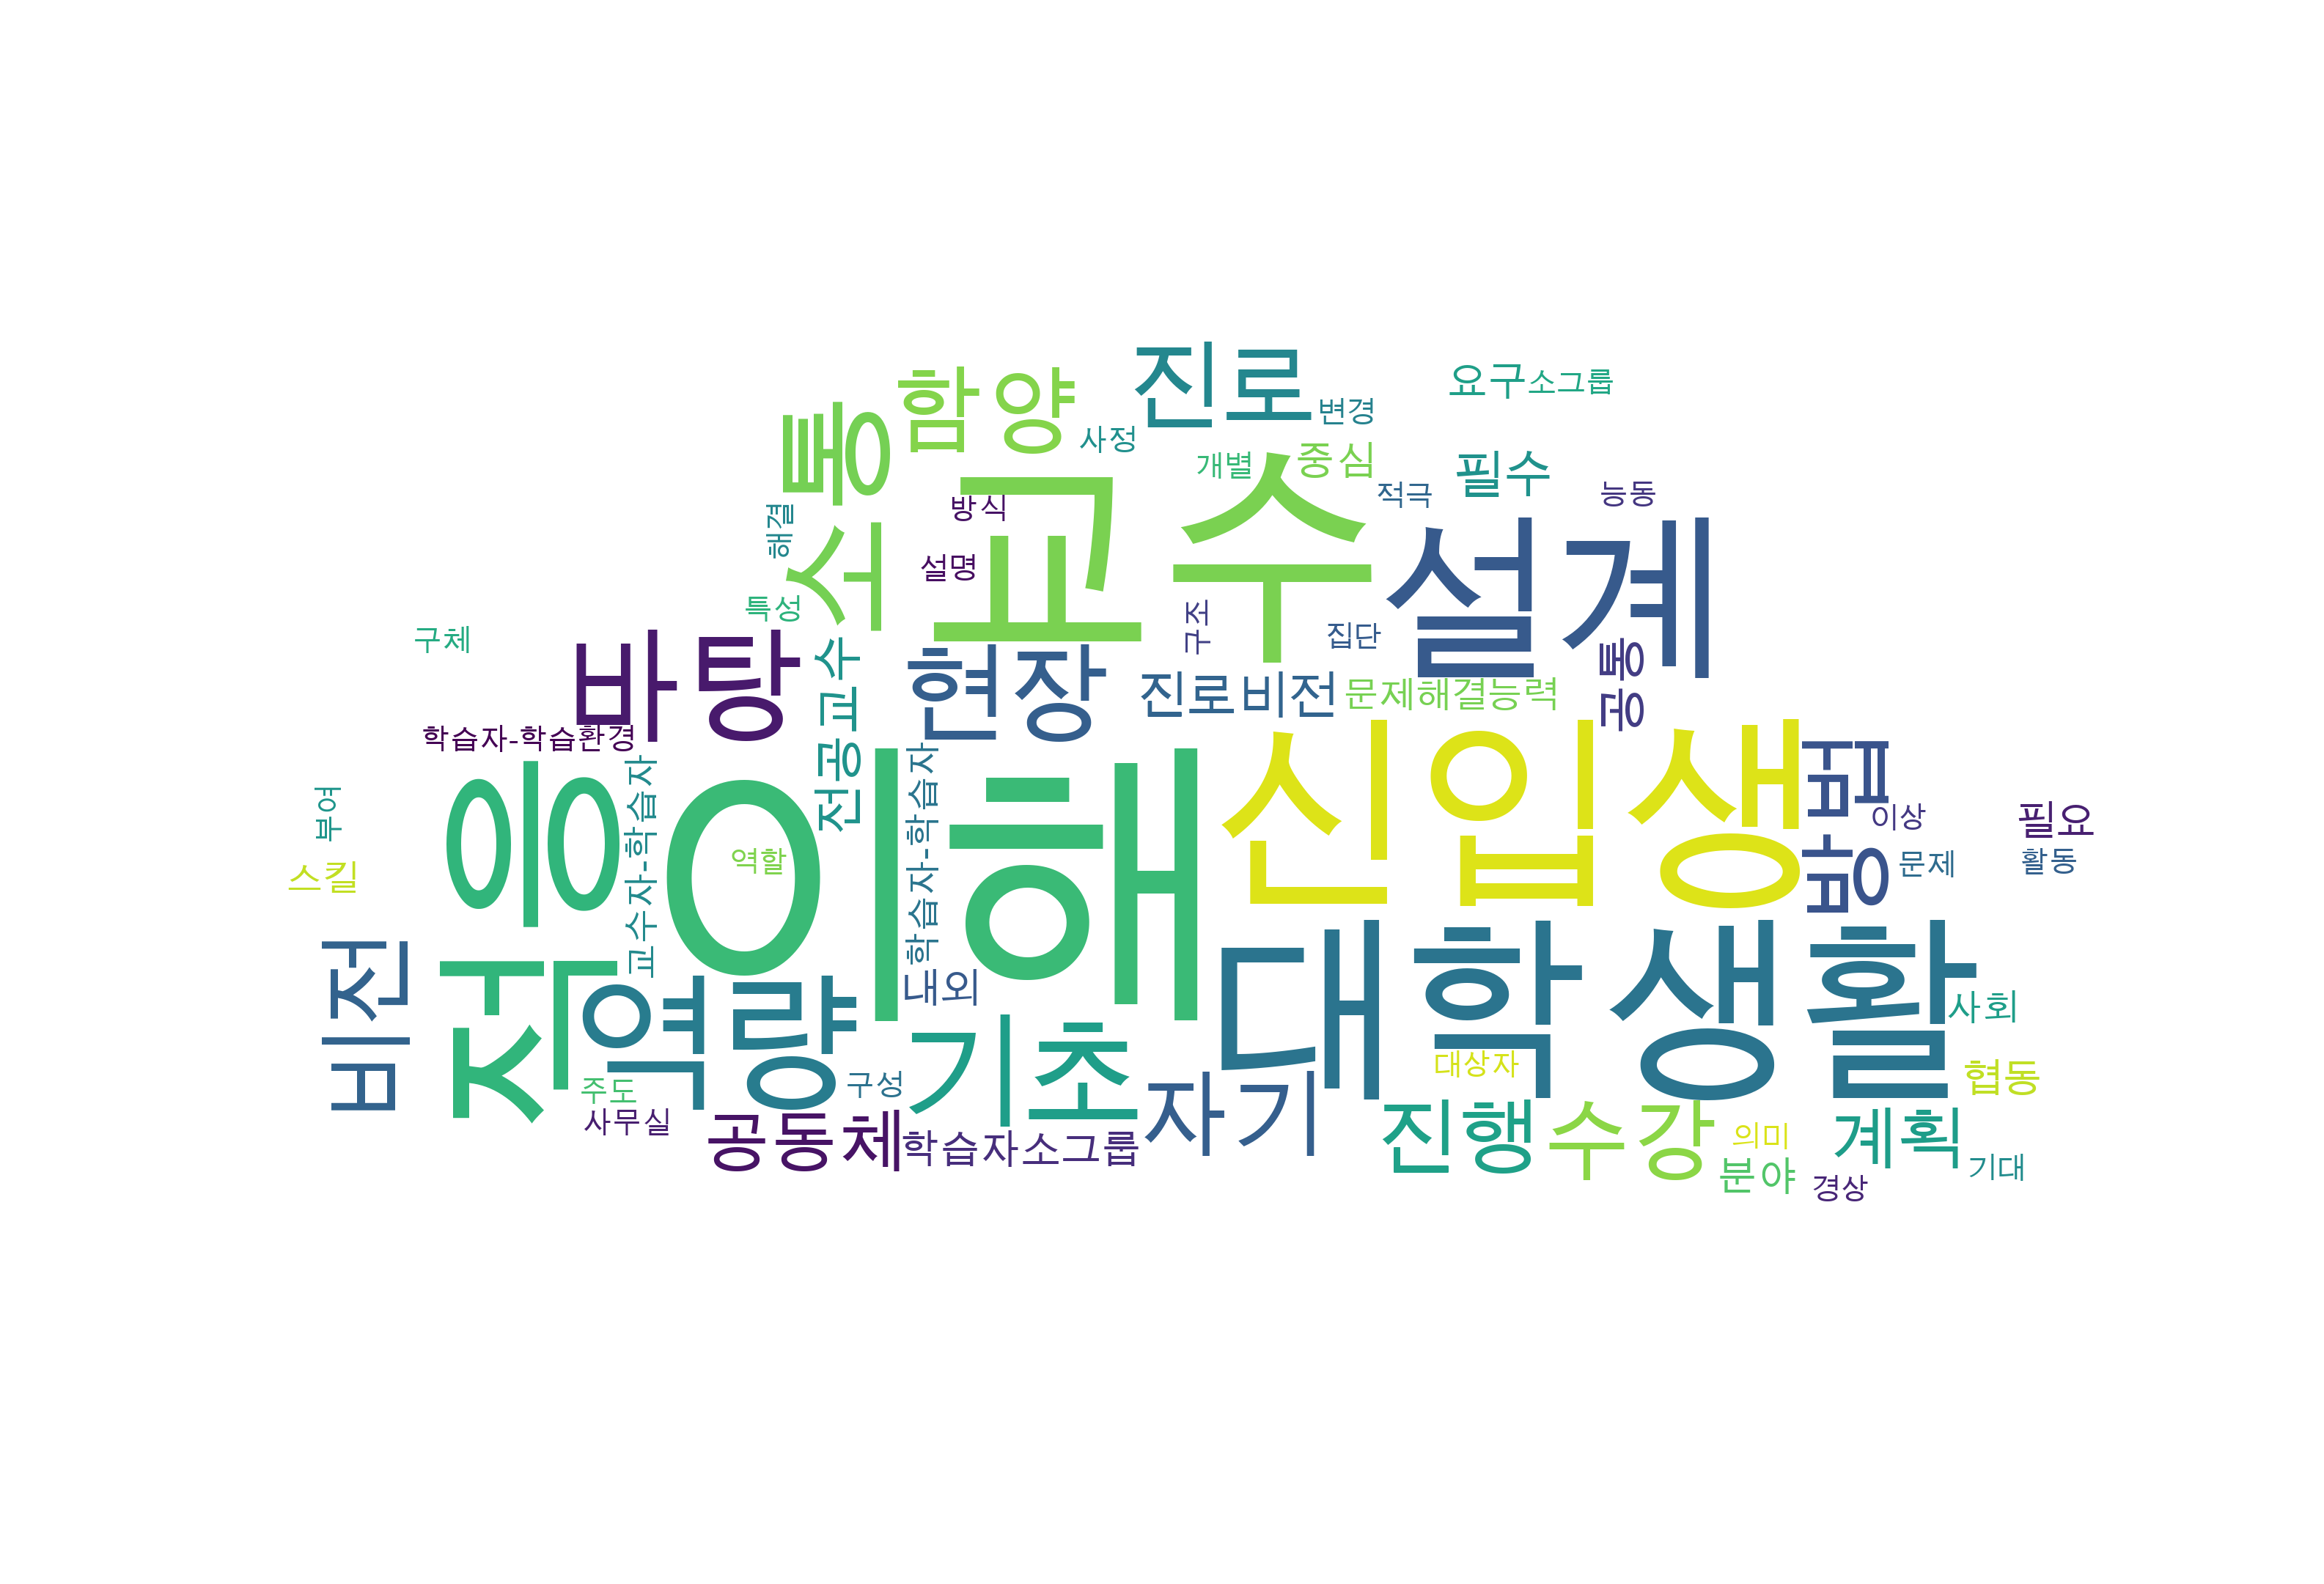 진로
함양
요구
소그룹
변경
사정
소통
개별
중심
필수
적극
능동
방식
교수
해결
설명
설계
특성
구조
집단
구체
바탕
현장
전공교수
진로비전
문제해결능력
공통
학습자-학습환경
신입생
방법
적응
이해
교수자-학습자
학습자-학습자
부여
이상
필요
역할
문제
활동
스킬
비전
대학생활
내외
사회
역량
기초
대상자
협동
주도
구성
자기
사무실
공동체
학습자소그룹
진행
수강
의미
계획
분야
기대
경상